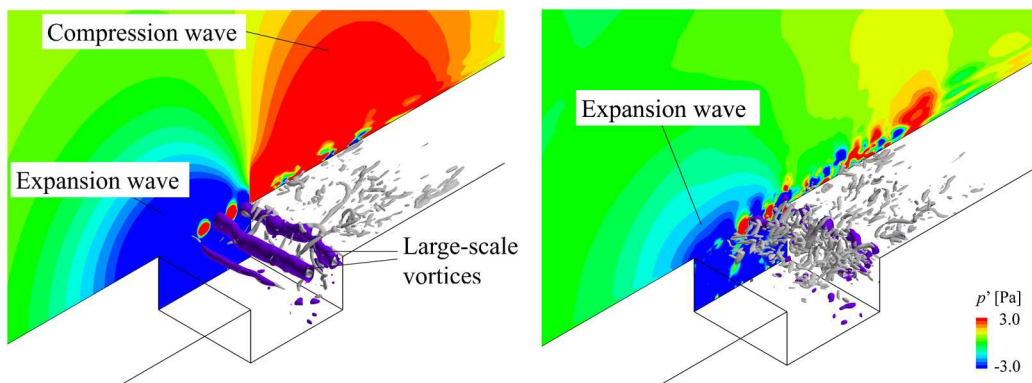 Compression wave
Expansion wave
Large-scale
vortices
Expansion wave
p' [Pa]
3.0
-3.0